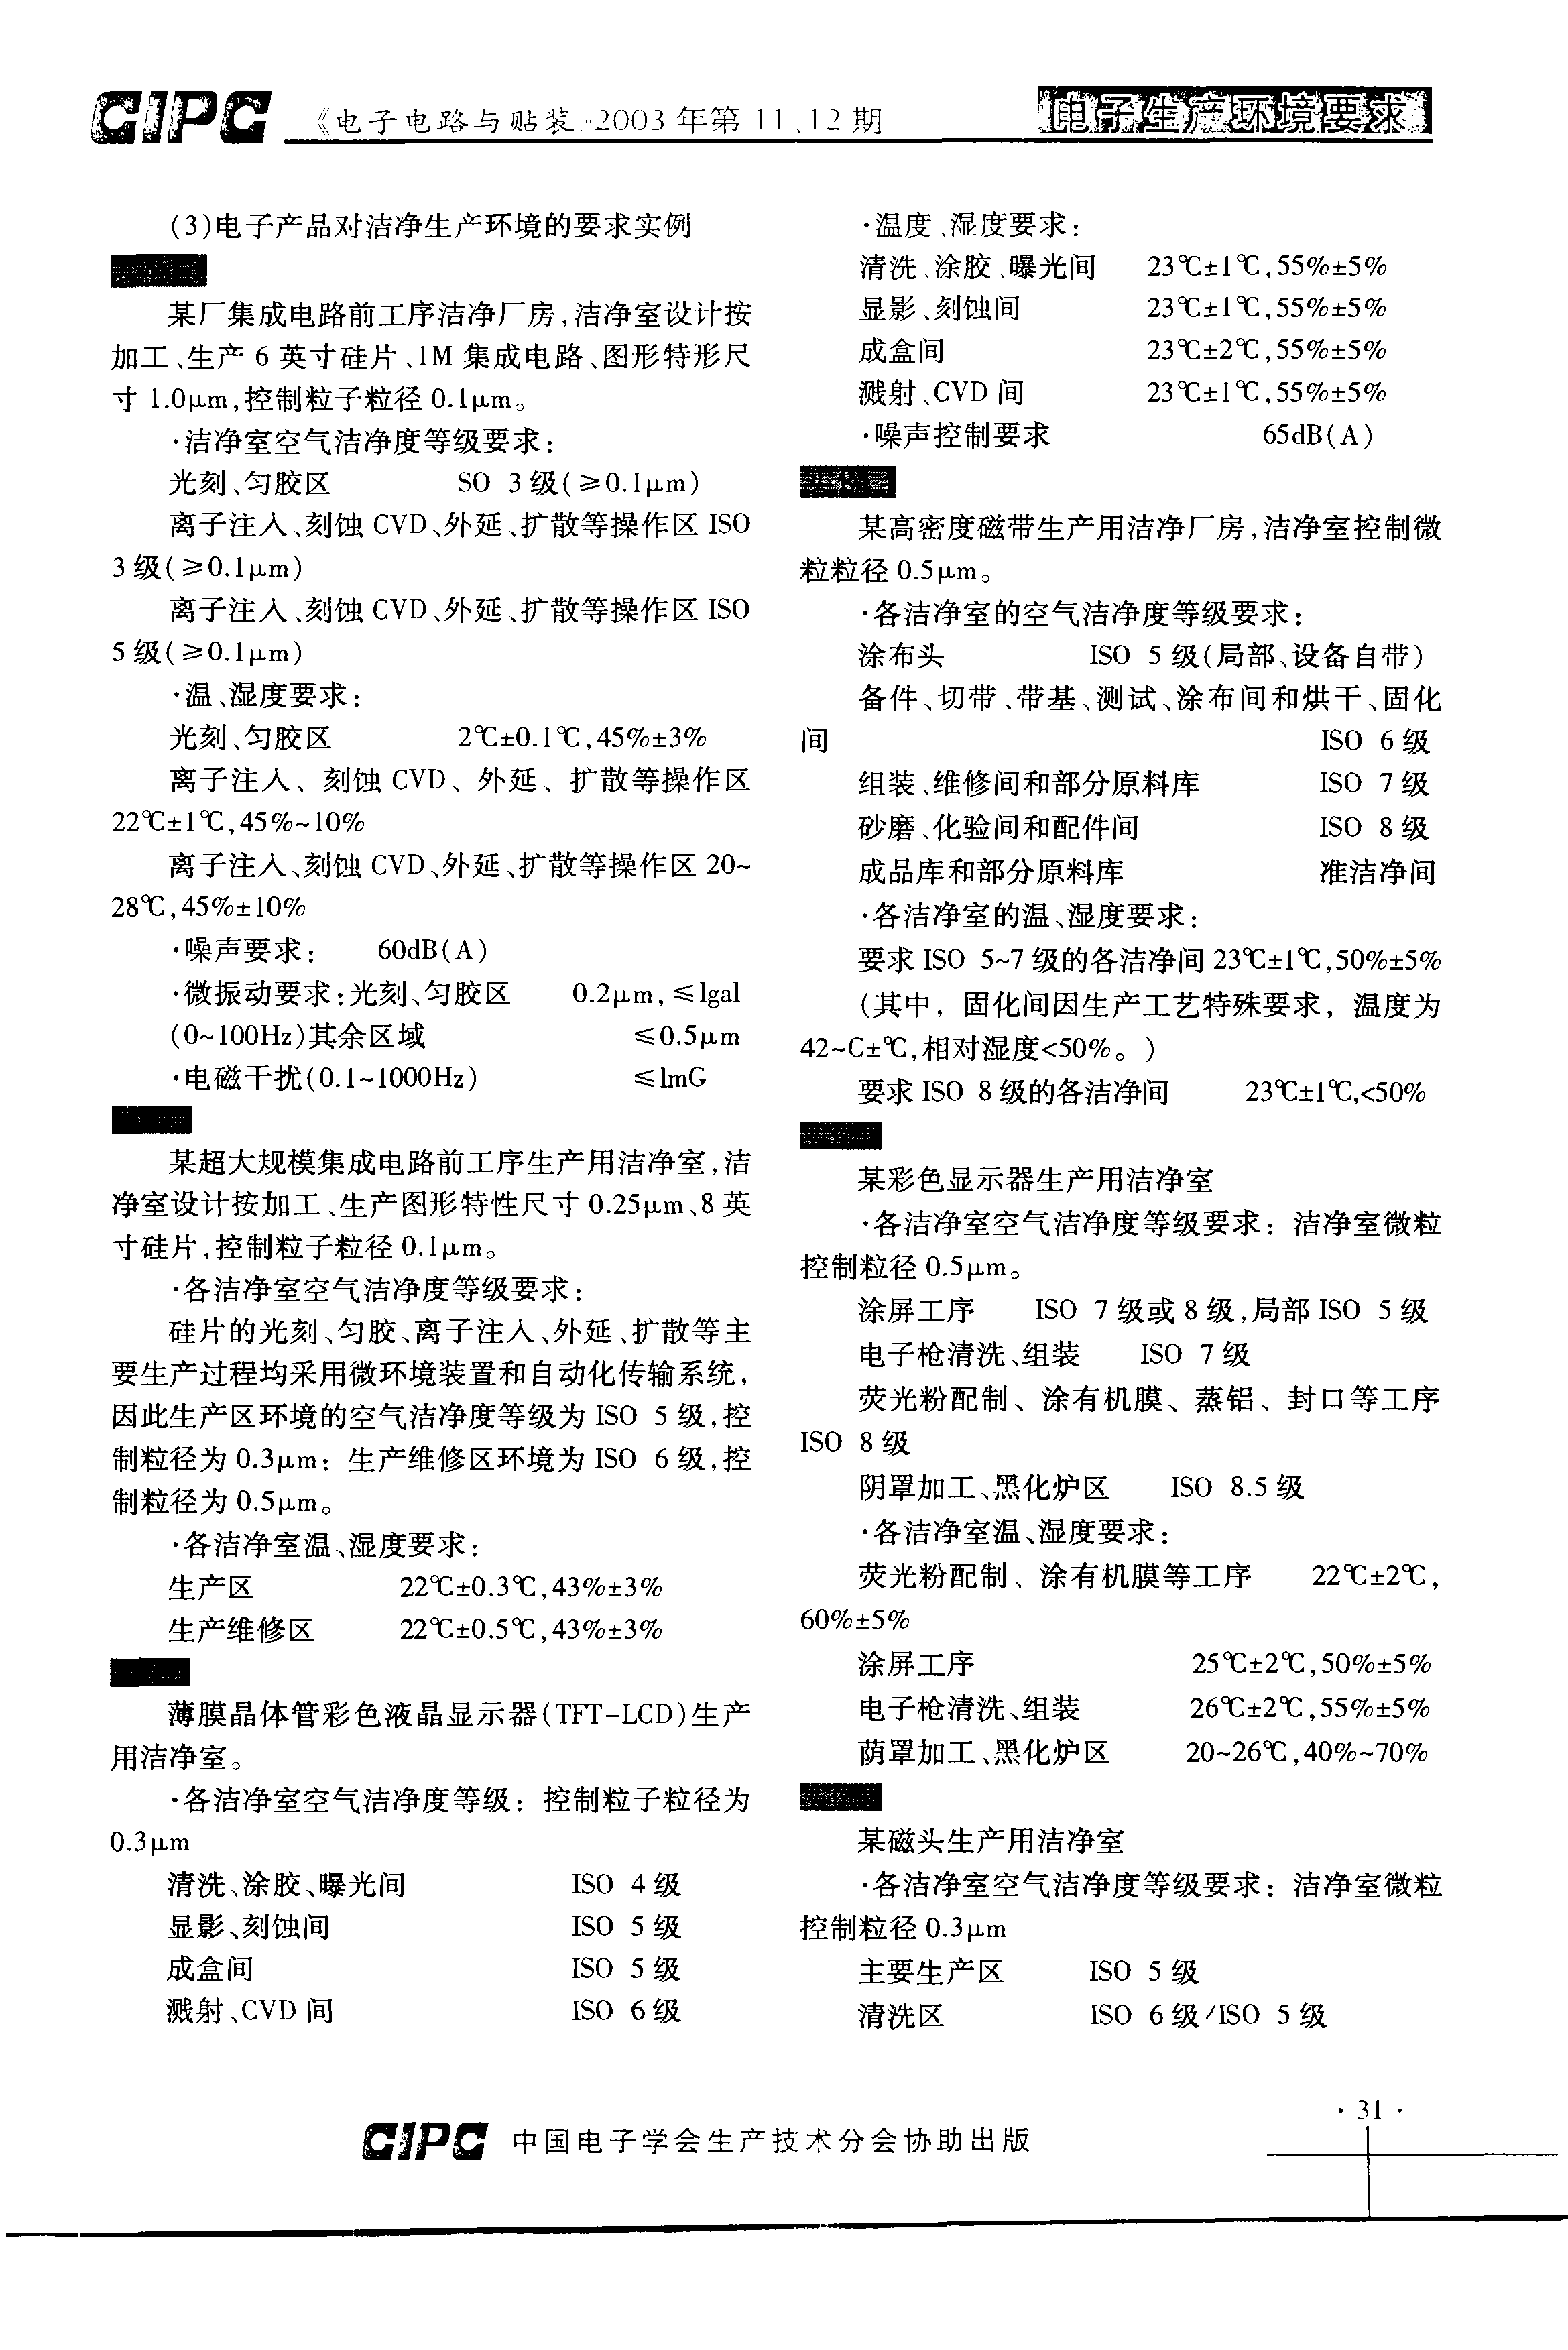 CIPC 《电子电路与贴装》2003 年第 11、12 期 电子生产环境要求
(3)电子产品对洁净生产环境的要求实例
某厂集成电路前工序洁净厂房,洁净室设计按
加工、生产 6 英寸硅片、1M 集成电路、图形特形尺
寸 1.0μm,控制粒子粒径 0.1μm。
·洁净室空气洁净度等级要求:
光刻、匀胶区 SO 3 级(≥0.1μm)
离子注入、刻蚀 CVD、外延、扩散等操作区 ISO
3 级(≥0.1μm)
离子注入、刻蚀 CVD、外延、扩散等操作区 ISO
5 级(≥0.1μm)
·温、湿度要求:
光刻、匀胶区 2℃±0.1℃,45%±3%
离子注入、刻蚀 CVD、外延、扩散等操作区
22℃±1℃,45%~10%
离子注入、刻蚀 CVD、外延、扩散等操作区 20~
28℃,45%±10%
·噪声要求: 60dB(A)
·微振动要求:光刻、匀胶区 0.2μm,≤1gal
(0~100Hz)其余区域 ≤0.5μm
·电磁干扰(0.1~1000Hz) ≤1mG
某超大规模集成电路前工序生产用洁净室,洁
净室设计按加工、生产图形特性尺寸 0.25μm、8 英
寸硅片,控制粒子粒径 0.1μm。
·各洁净室空气洁净度等级要求:
硅片的光刻、匀胶、离子注入、外延、扩散等主
要生产过程均采用微环境装置和自动化传输系统,
因此生产区环境的空气洁净度等级为 ISO 5 级,控
制粒径为 0.3μm: 生产维修区环境为 ISO 6 级,控
制粒径为 0.5μm。
·各洁净室温、湿度要求:
生产区 22℃±0.3℃,43%±3%
生产维修区 22℃±0.5℃,43%±3%
薄膜晶体管彩色液晶显示器(TFT-LCD)生产
用洁净室。
·各洁净室空气洁净度等级: 控制粒子粒径为
0.3μm
清洗、涂胶、曝光间 ISO 4 级
显影、刻蚀间 ISO 5 级
成盒间 ISO 5 级
溅射、CVD 间 ISO 6 级
·温度、湿度要求:
清洗、涂胶、曝光间 23℃±1℃,55%±5%
显影、刻蚀间 23℃±1℃,55%±5%
成盒间 23℃±2℃,55%±5%
溅射、CVD 间 23℃±1℃,55%±5%
·噪声控制要求 65dB(A)
某高密度磁带生产用洁净厂房,洁净室控制微
粒粒径 0.5μm。
·各洁净室的空气洁净度等级要求:
涂布头 ISO 5 级(局部、设备自带)
备件、切带、带基、测试、涂布间和烘干、固化
间 ISO 6 级
组装、维修间和部分原料库 ISO 7 级
砂磨、化验间和配件间 ISO 8 级
成品库和部分原料库 准洁净间
·各洁净室的温、湿度要求:
要求 ISO 5~7 级的各洁净间 23℃±1℃,50%±5%
(其中, 固化间因生产工艺特殊要求, 温度为
42~C±℃,相对湿度<50%。)
要求 ISO 8 级的各洁净间 23℃±1℃,<50%
某彩色显示器生产用洁净室
·各洁净室空气洁净度等级要求: 洁净室微粒
控制粒径 0.5μm。
涂屏工序 ISO 7 级或 8 级,局部 ISO 5 级
电子枪清洗、组装 ISO 7 级
荧光粉配制、涂有机膜、蒸铝、封口等工序
ISO 8 级
阴罩加工、黑化炉区 ISO 8.5 级
·各洁净室温、湿度要求:
荧光粉配制、涂有机膜等工序 22℃±2℃,
60%±5%
涂屏工序 25℃±2℃,50%±5%
电子枪清洗、组装 26℃±2℃,55%±5%
荫罩加工、黑化炉区 20~26℃,40%~70%
某磁头生产用洁净室
·各洁净室空气洁净度等级要求: 洁净室微粒
控制粒径 0.3μm
主要生产区 ISO 5 级
清洗区 ISO 6 级/ISO 5 级
· 31 ·
CIPC 中国电子学会生产技术分会协助出版